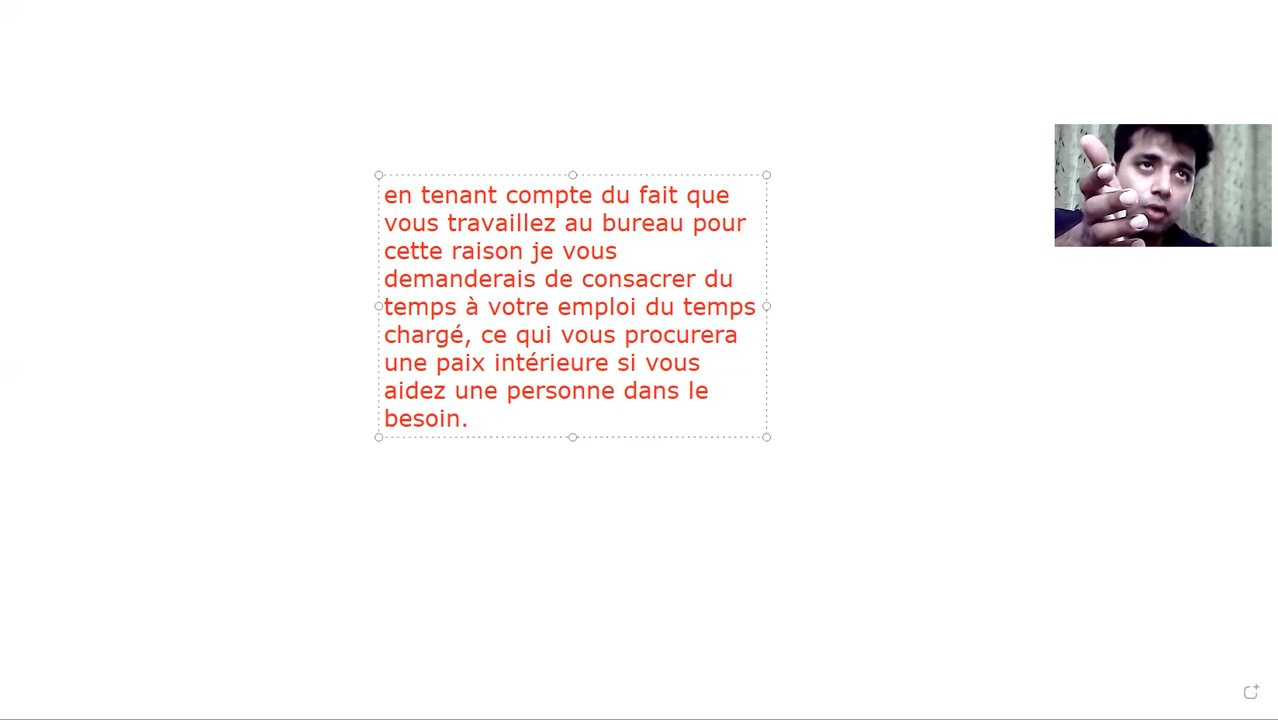 en tenant compte du fait que
vous travaillez au bureau pour
cette raison je vous
demanderais de consacrer du
temps à votre emploi du temps
chargé, ce qui vous procurera
une paix intérieure si vous
aidez une personne dans le
besoin.